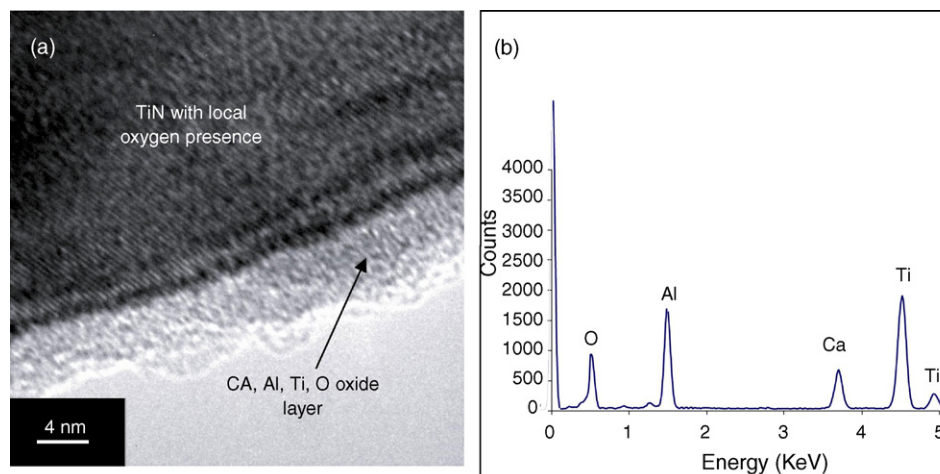 (a)
TiN with local
oxygen presence
CA, Al, Ti, O oxide
layer
4 nm
(b)
4000
3500
3000
2500
2000
1500
1000
500
0
Counts
O
Al
Ca
Ti
Ti
0 1 2 3 4 5
Energy (KeV)